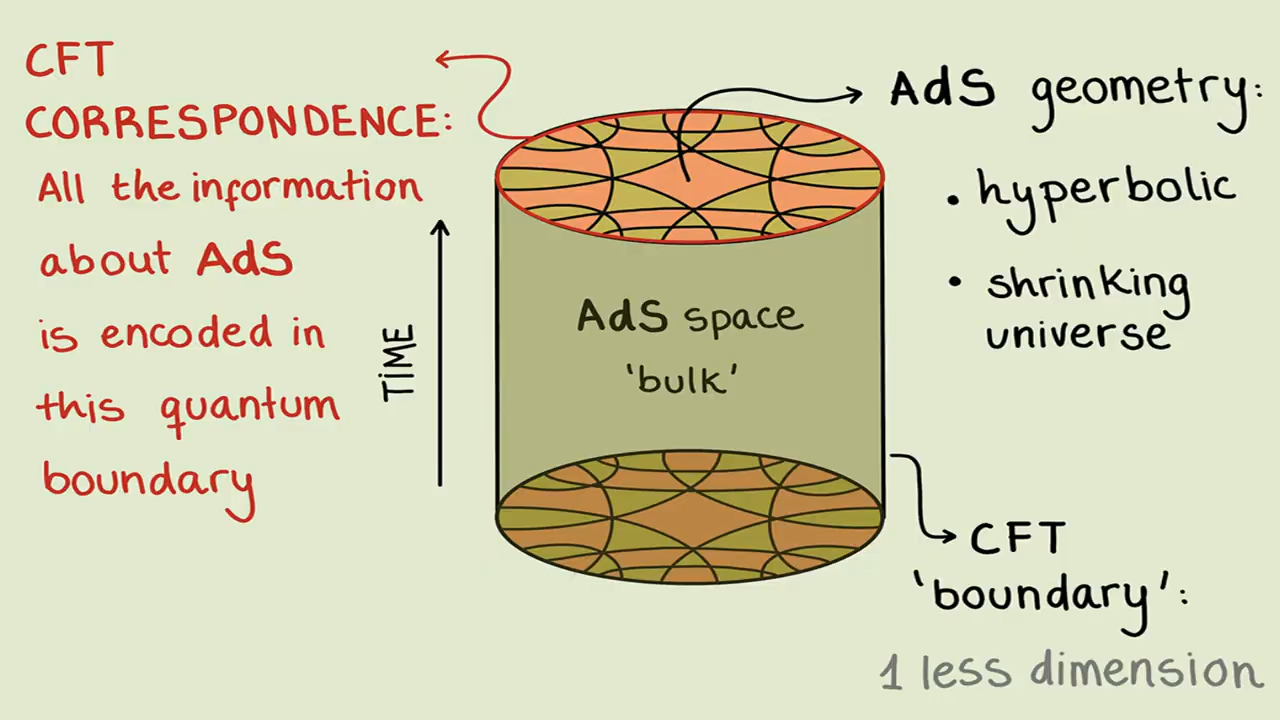 CFT
CORRESPONDENCE:
All the information
about AdS
is encoded in
this quantum
boundary
TIME
AdS space
'bulk'
AdS geometry:
• hyperbolic
• shrinking
universe
CFT
'boundary':
1 less dimension